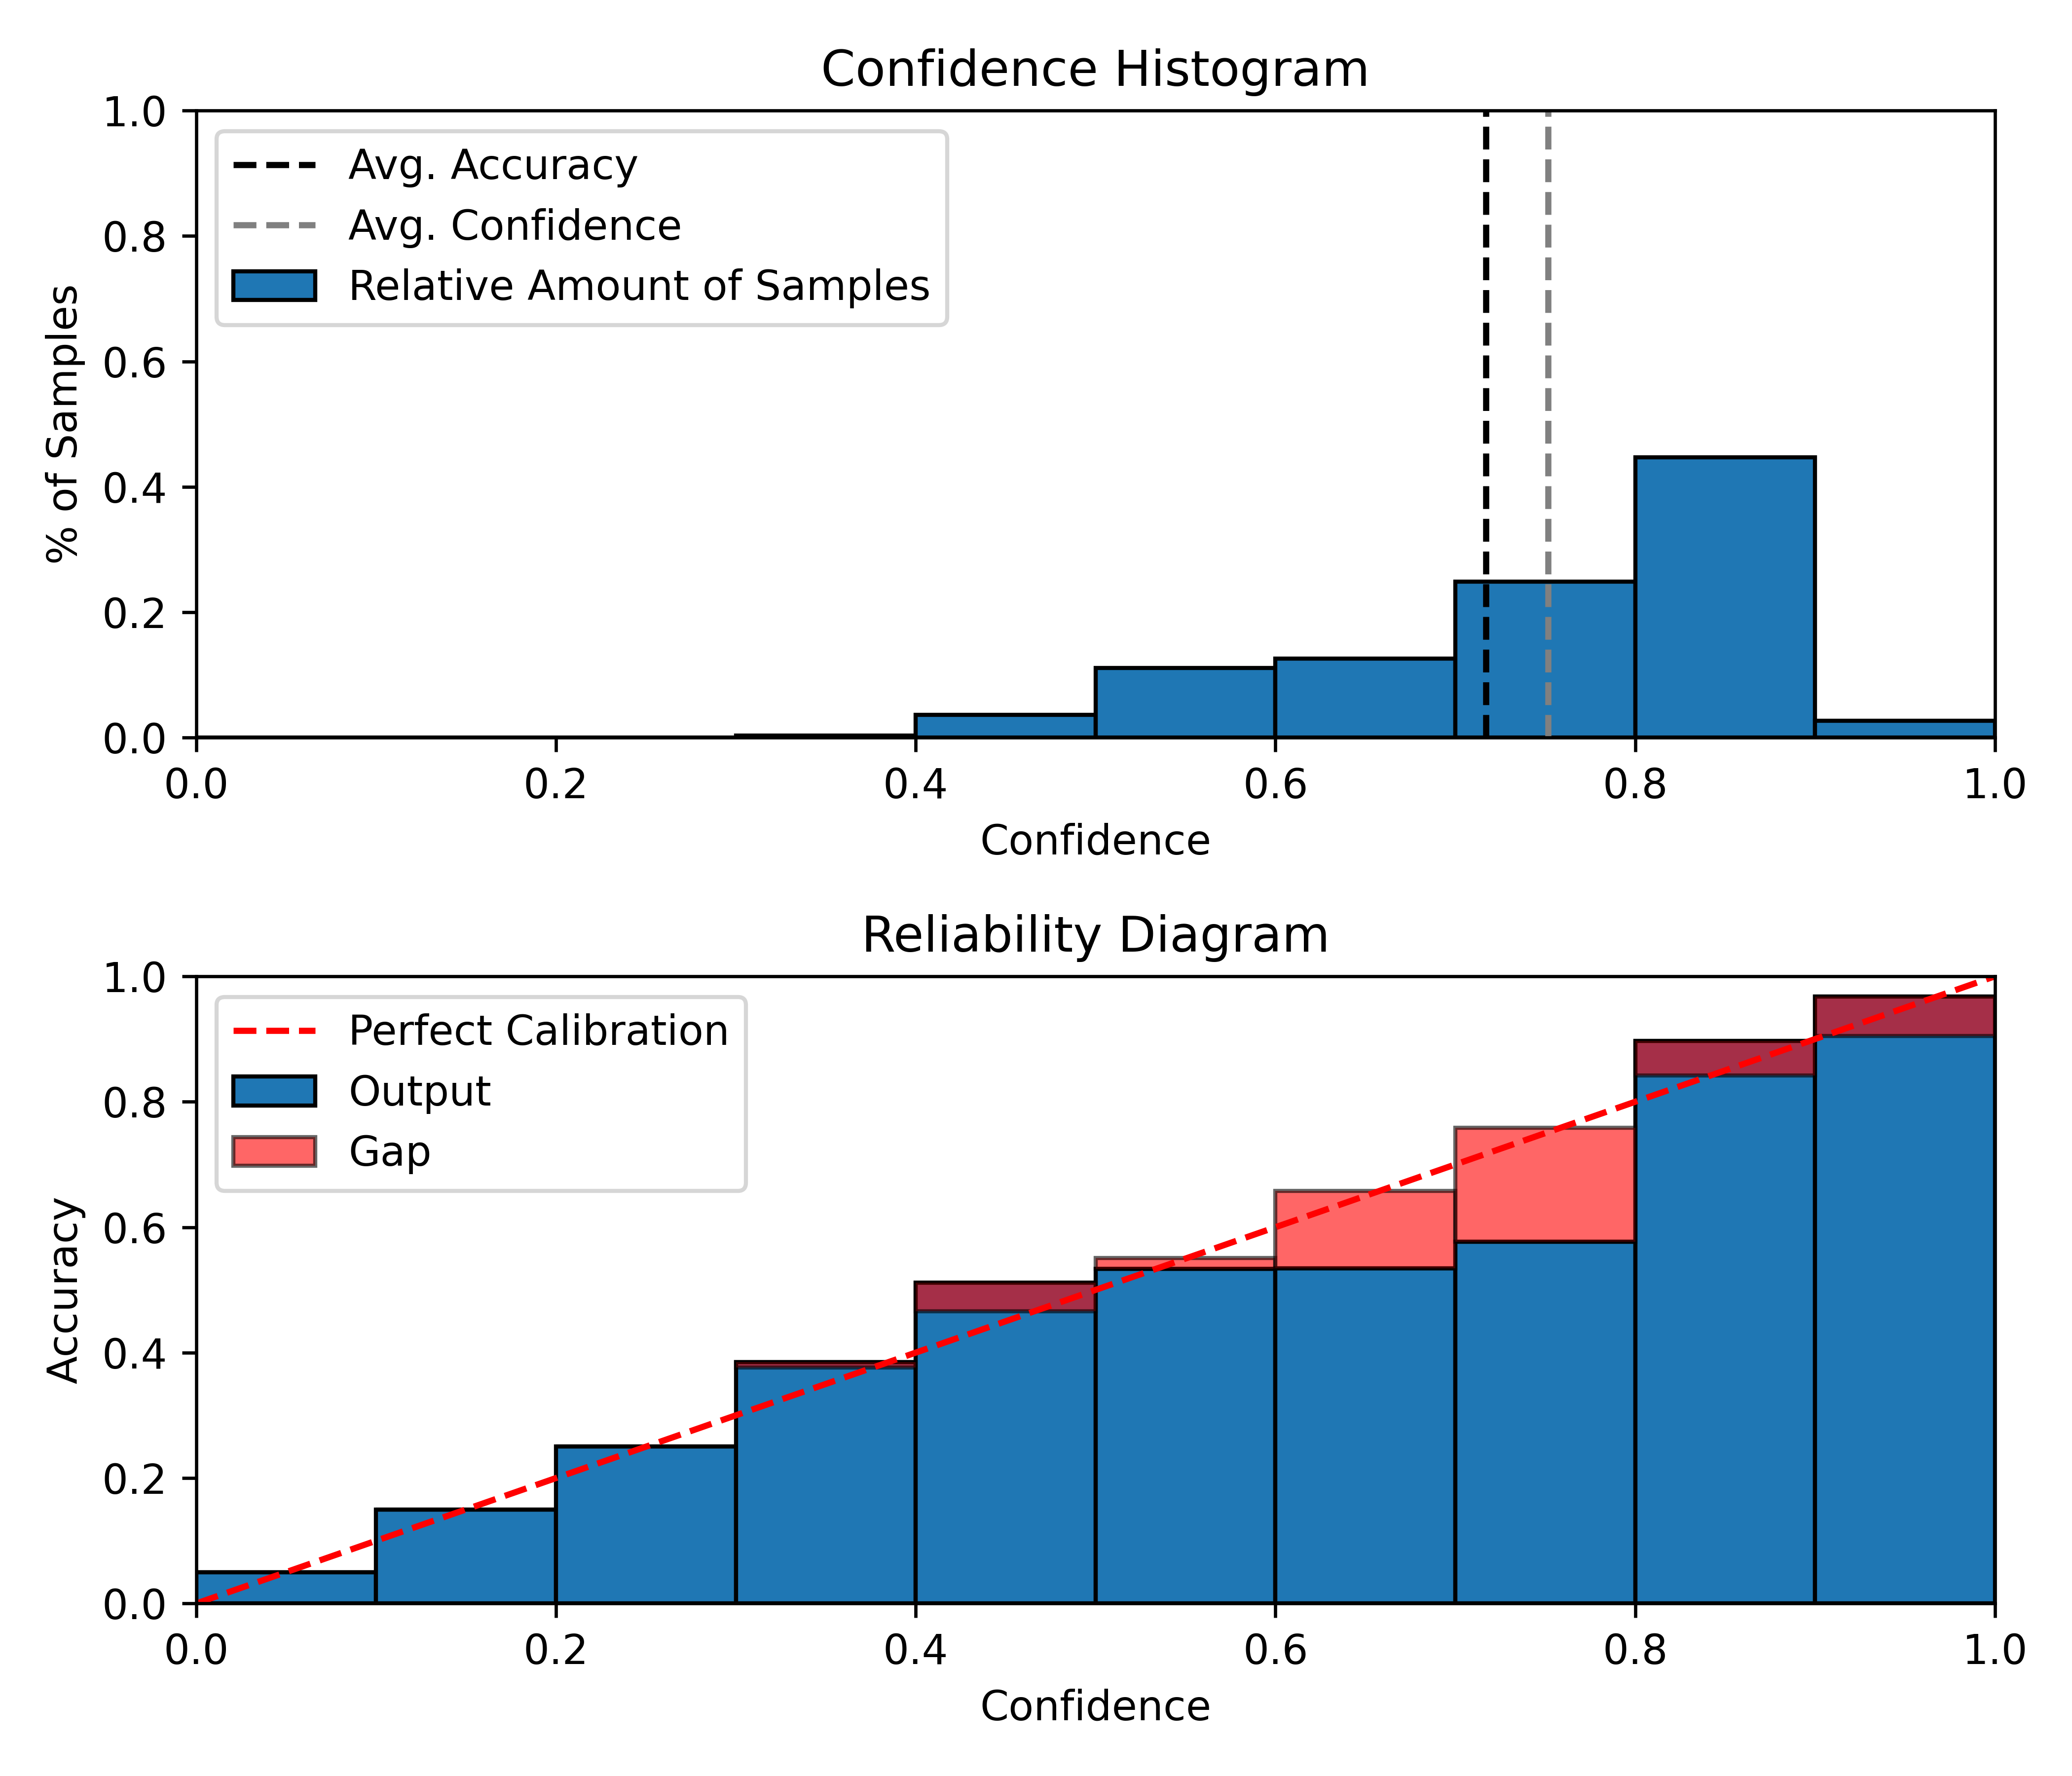 Confidence Histogram
1.0
0.8
0.6
0.4
0.2
0.0
% of Samples
Avg. Accuracy
Avg. Confidence
Relative Amount of Samples
0.0 0.2 0.4 0.6 0.8 1.0
Confidence
Reliability Diagram
1.0
0.8
0.6
0.4
0.2
0.0
Accuracy
Perfect Calibration
Output
Gap
0.0 0.2 0.4 0.6 0.8 1.0
Confidence